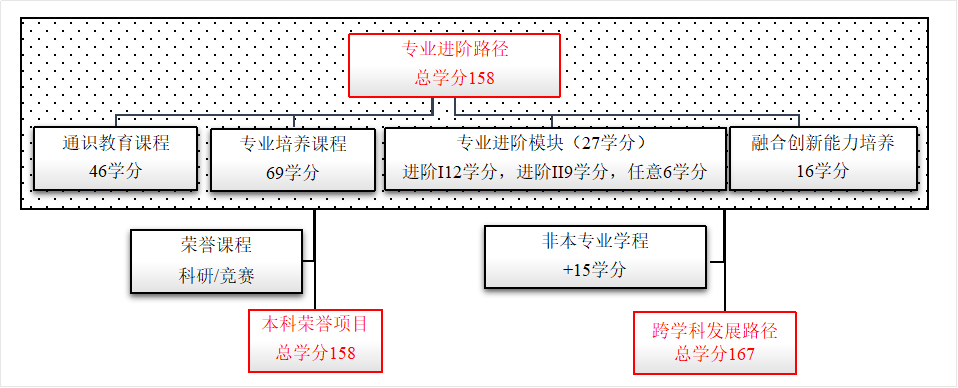 专业进阶路径
总学分158
通识教育课程
46学分
专业培养课程
69学分
专业进阶模块（27学分）
进阶I12学分，进阶II9学分，任意6学分
融合创新能力培养
16学分
荣誉课程
科研/竞赛
非本专业学程
+15学分
本科荣誉项目
总学分158
跨学科发展路径
总学分167